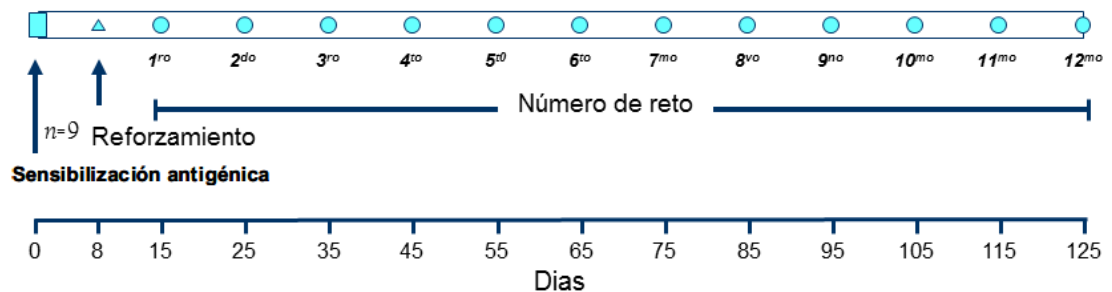 1ro 2do 3ro 4to 5t0 6to 7mo 8vo 9no 10mo 11mo 12mo
Número de reto
n=9 Reforzamiento
Sensibilización antigénica
0 8 15 25 35 45 55 65 75 85 95 105 115 125
Dias